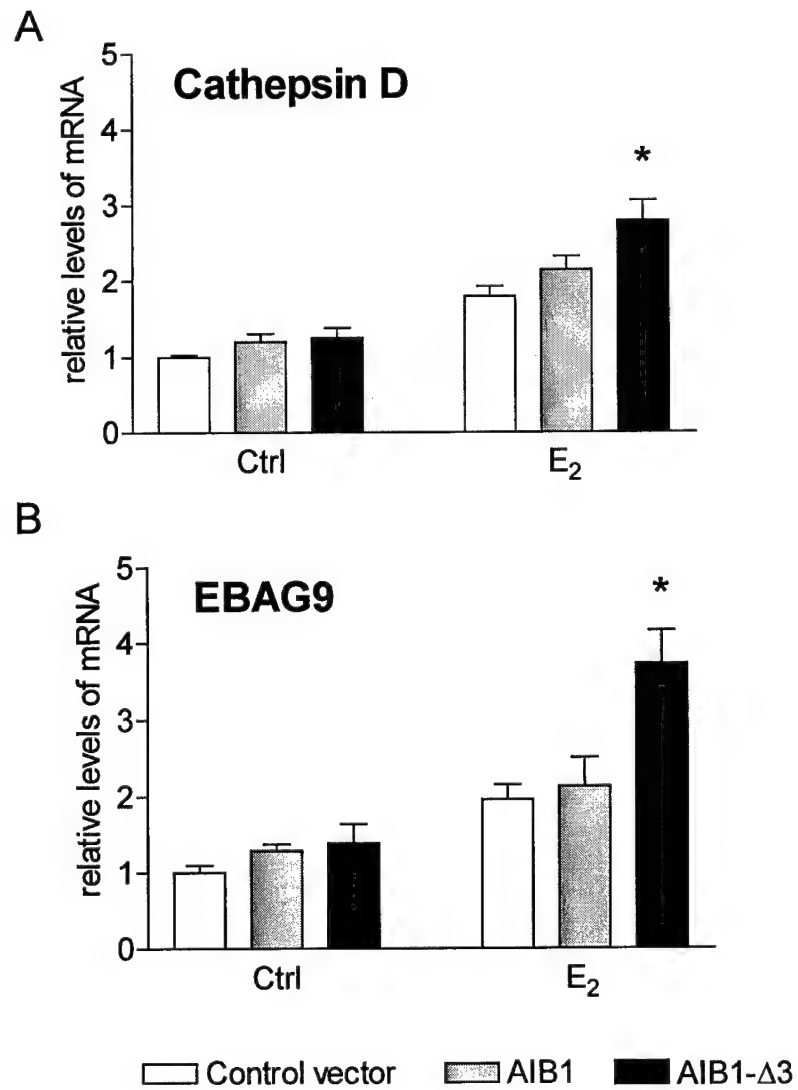 A
Cathepsin D
relative levels of mRNA
5
4
3
2
1
0
*
Ctrl
E₂
B
EBAG9
relative levels of mRNA
5
4
3
2
1
0
*
Ctrl
E₂
Control vector AIB1 AIB1-Δ3